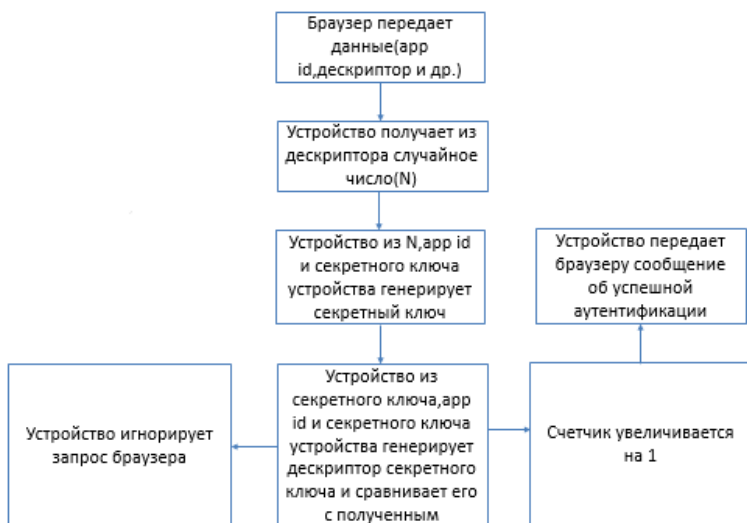 Браузер передает
данные(app
id,дескриптор и др.)
Устройство получает из
дескриптора случайное
число(N)
Устройство из N,app id
и секретного ключа
устройства генерирует
секретный ключ
Устройство передает
браузеру сообщение
об успешной
аутентификации
Устройство игнорирует
запрос браузера
Устройство из
секретного ключа,app
id и секретного ключа
устройства генерирует
дескриптор секретного
ключа и сравнивает его
с полученным
Счетчик увеличивается
на 1